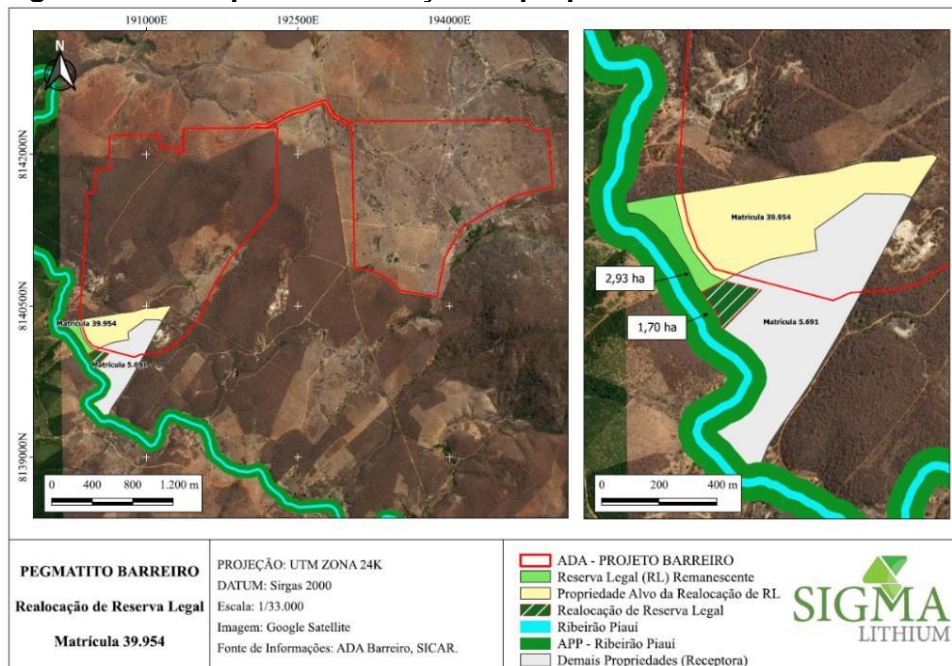 191000E 192500E 194000E
N
8142000N
8140500N
8139000N
Matrícula 39.954
Matrícula 5.691
0 400 800 1.200 m
Matrícula 39.954
2,93 ha
1,70 ha
Matrícula 5.691
0 200 400 m
PEGMATITO BARREIRO
Realocação de Reserva Legal
Matrícula 39.954
PROJEÇÃO: UTM ZONA 24K
DATUM: Sirgas 2000
Escala: 1/33.000
Imagem: Google Satellite
Fonte de Informações: ADA Barreiro, SICAR.
ADA - PROJETO BARREIRO
Reserva Legal (RL) Remanescente
Propriedade Alvo da Realocação de RL
Realocação de Reserva Legal
Ribeirão Piauí
APP - Ribeirão Piauí
Demais Propriedades (Receptora)
SIGMA
LITHIUM